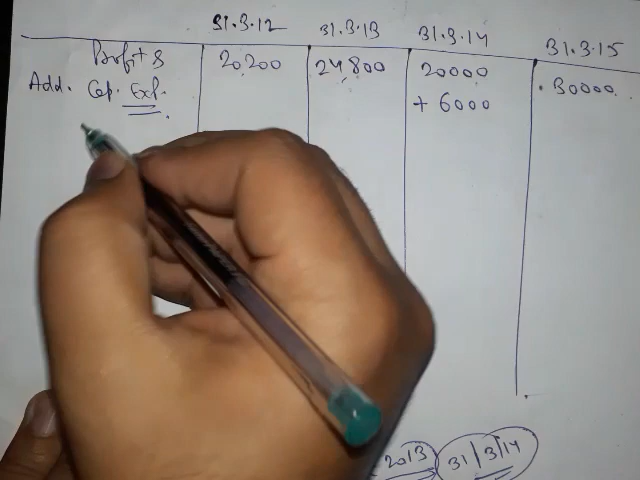 31.3.12 31.3.13 31.3.14 31.3.15
Profits 20,200 24,800 20000 30000
Add. Cap. Exp. + 6000
2013 31/3/14